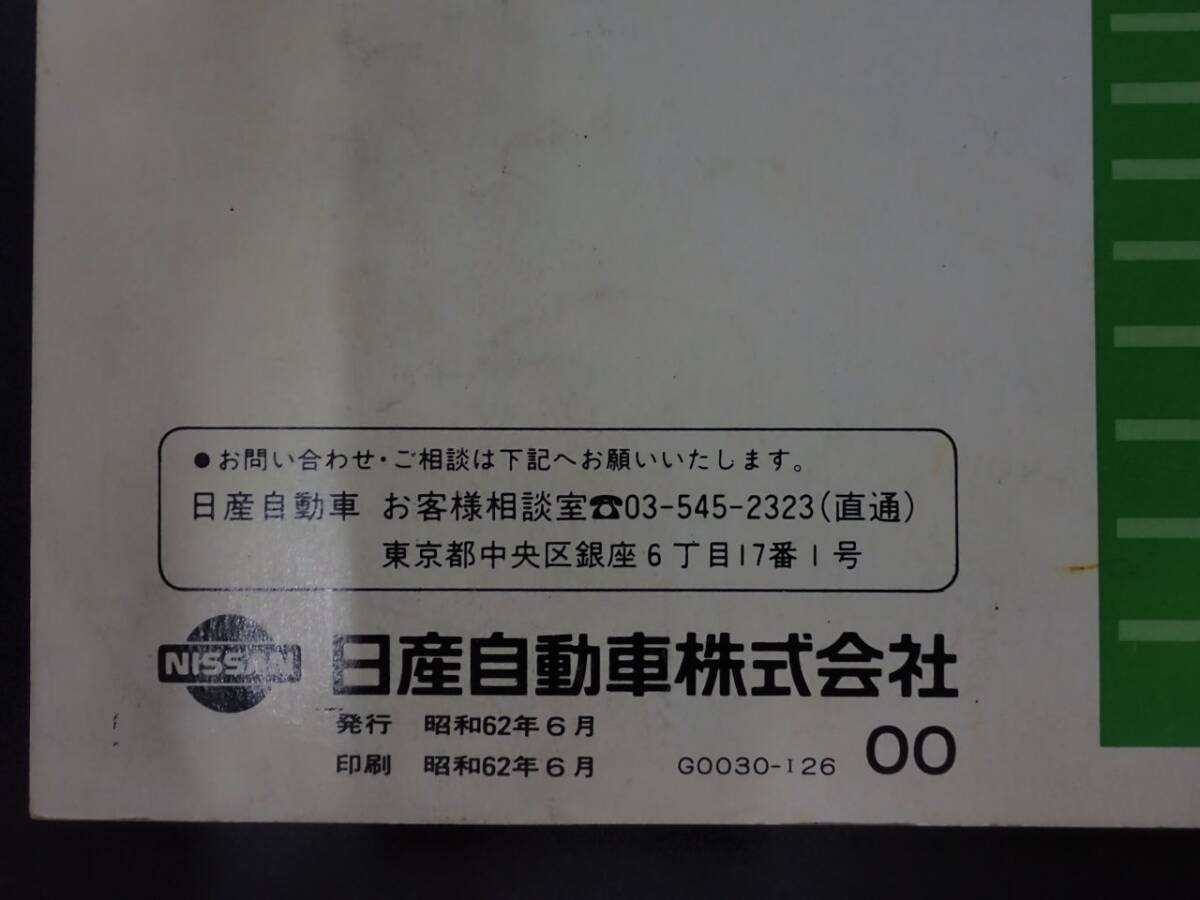 ●お問い合わせ・ご相談は下記へお願いいたします。
日産自動車 お客様相談室☎03-545-2323(直通)
東京都中央区銀座6丁目17番1号
NISSAN 日産自動車株式会社
発行 昭和62年6月
印刷 昭和62年6月 G0030-I26 00